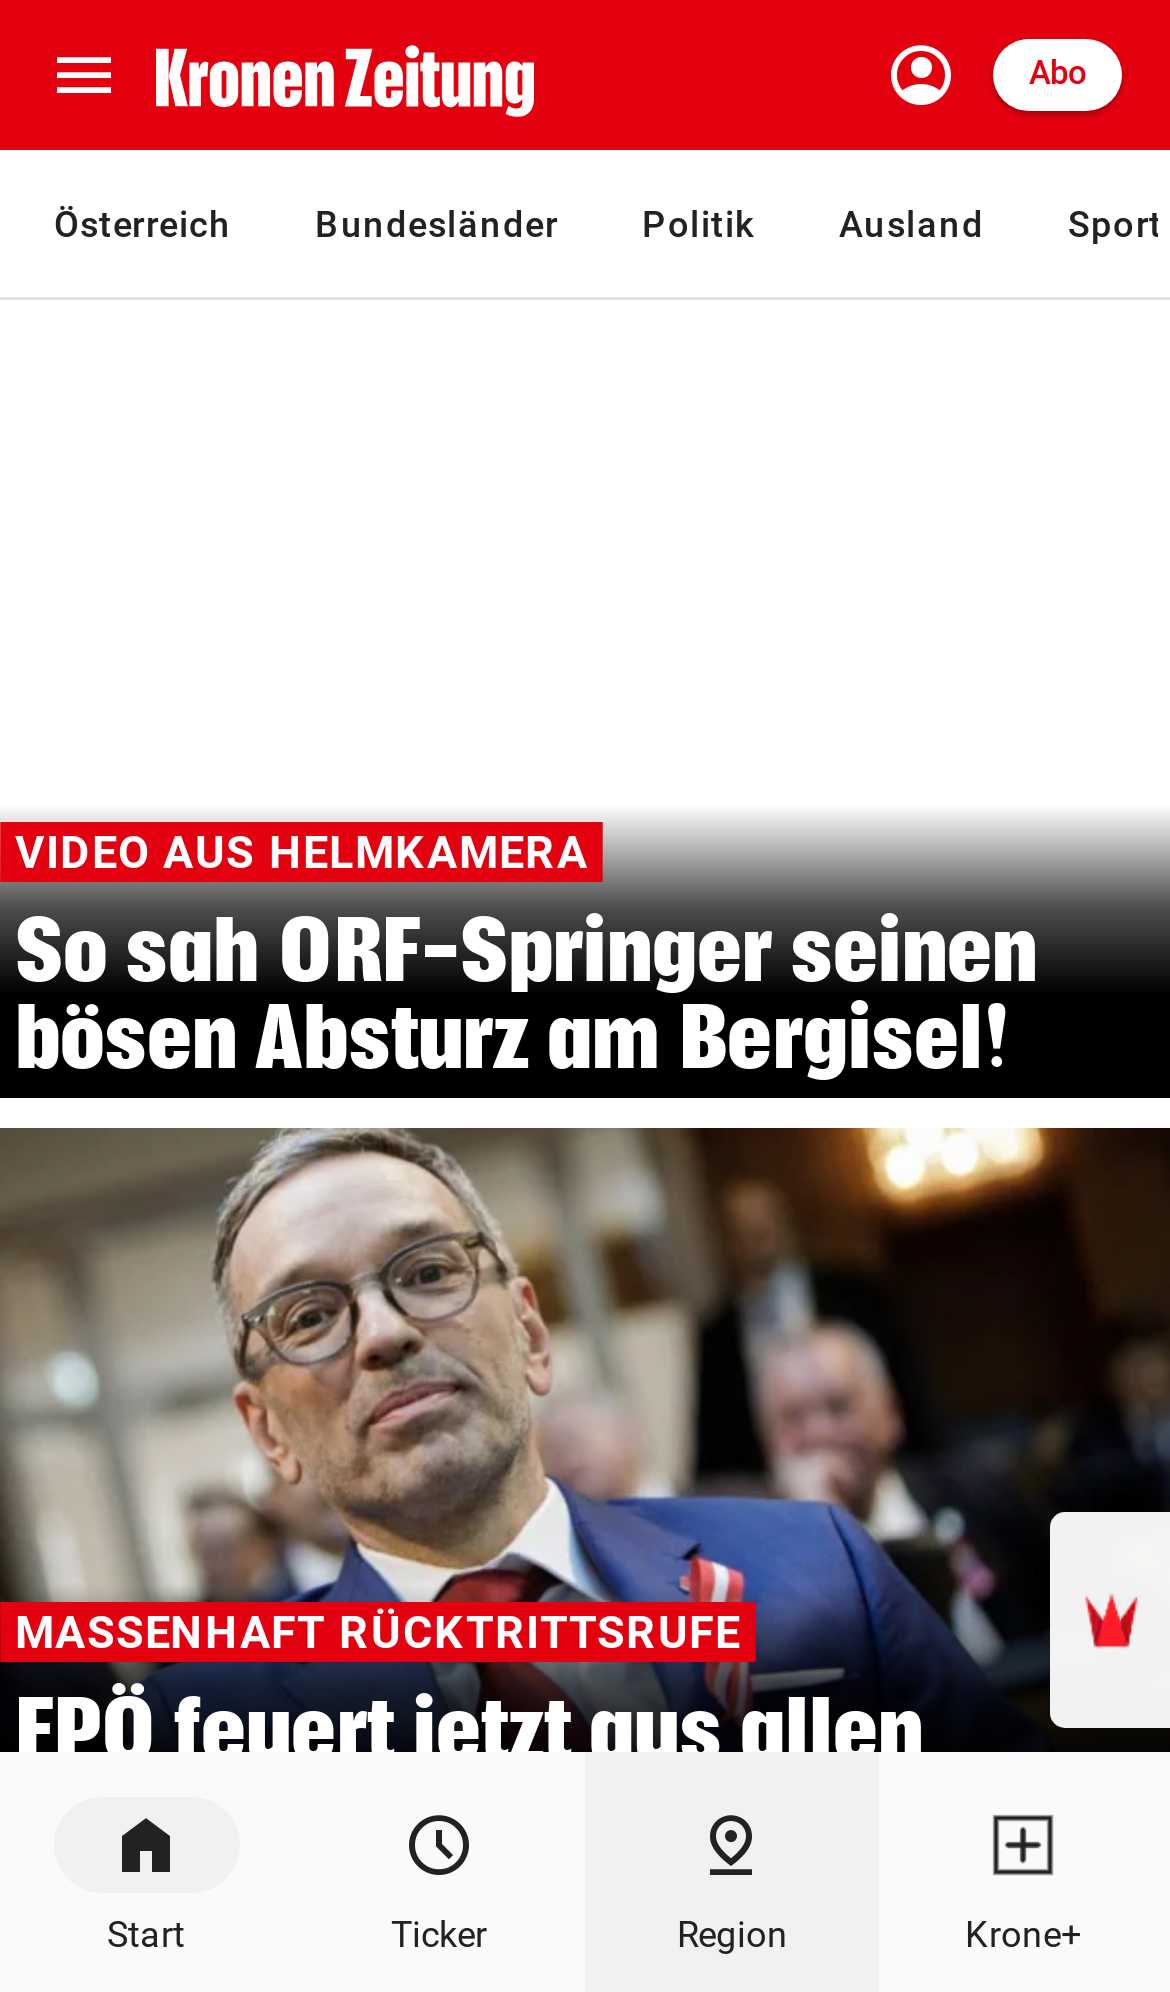 Kronen Zeitung
Abo
Österreich Bundesländer Politik Ausland Sport
VIDEO AUS HELMKAMERA
So sah ORF-Springer seinen
bösen Absturz am Bergisel!
MASSENHAFT RÜCKTRITTSRUFE
FPÖ feuert jetzt aus allen
Start Ticker Region Krone+